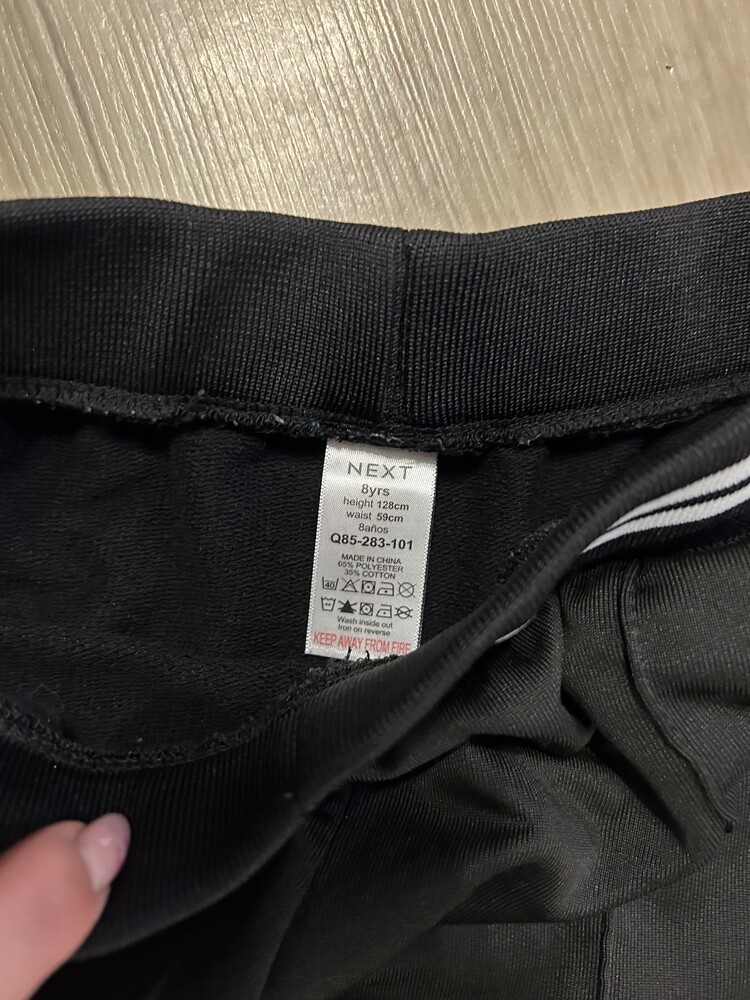 NEXT
8yrs
height 128cm
waist 59cm
8años
Q85-283-101
MADE IN CHINA
65% POLYESTER
35% COTTON
40
Wash inside out
Iron on reverse
KEEP AWAY FROM FIRE